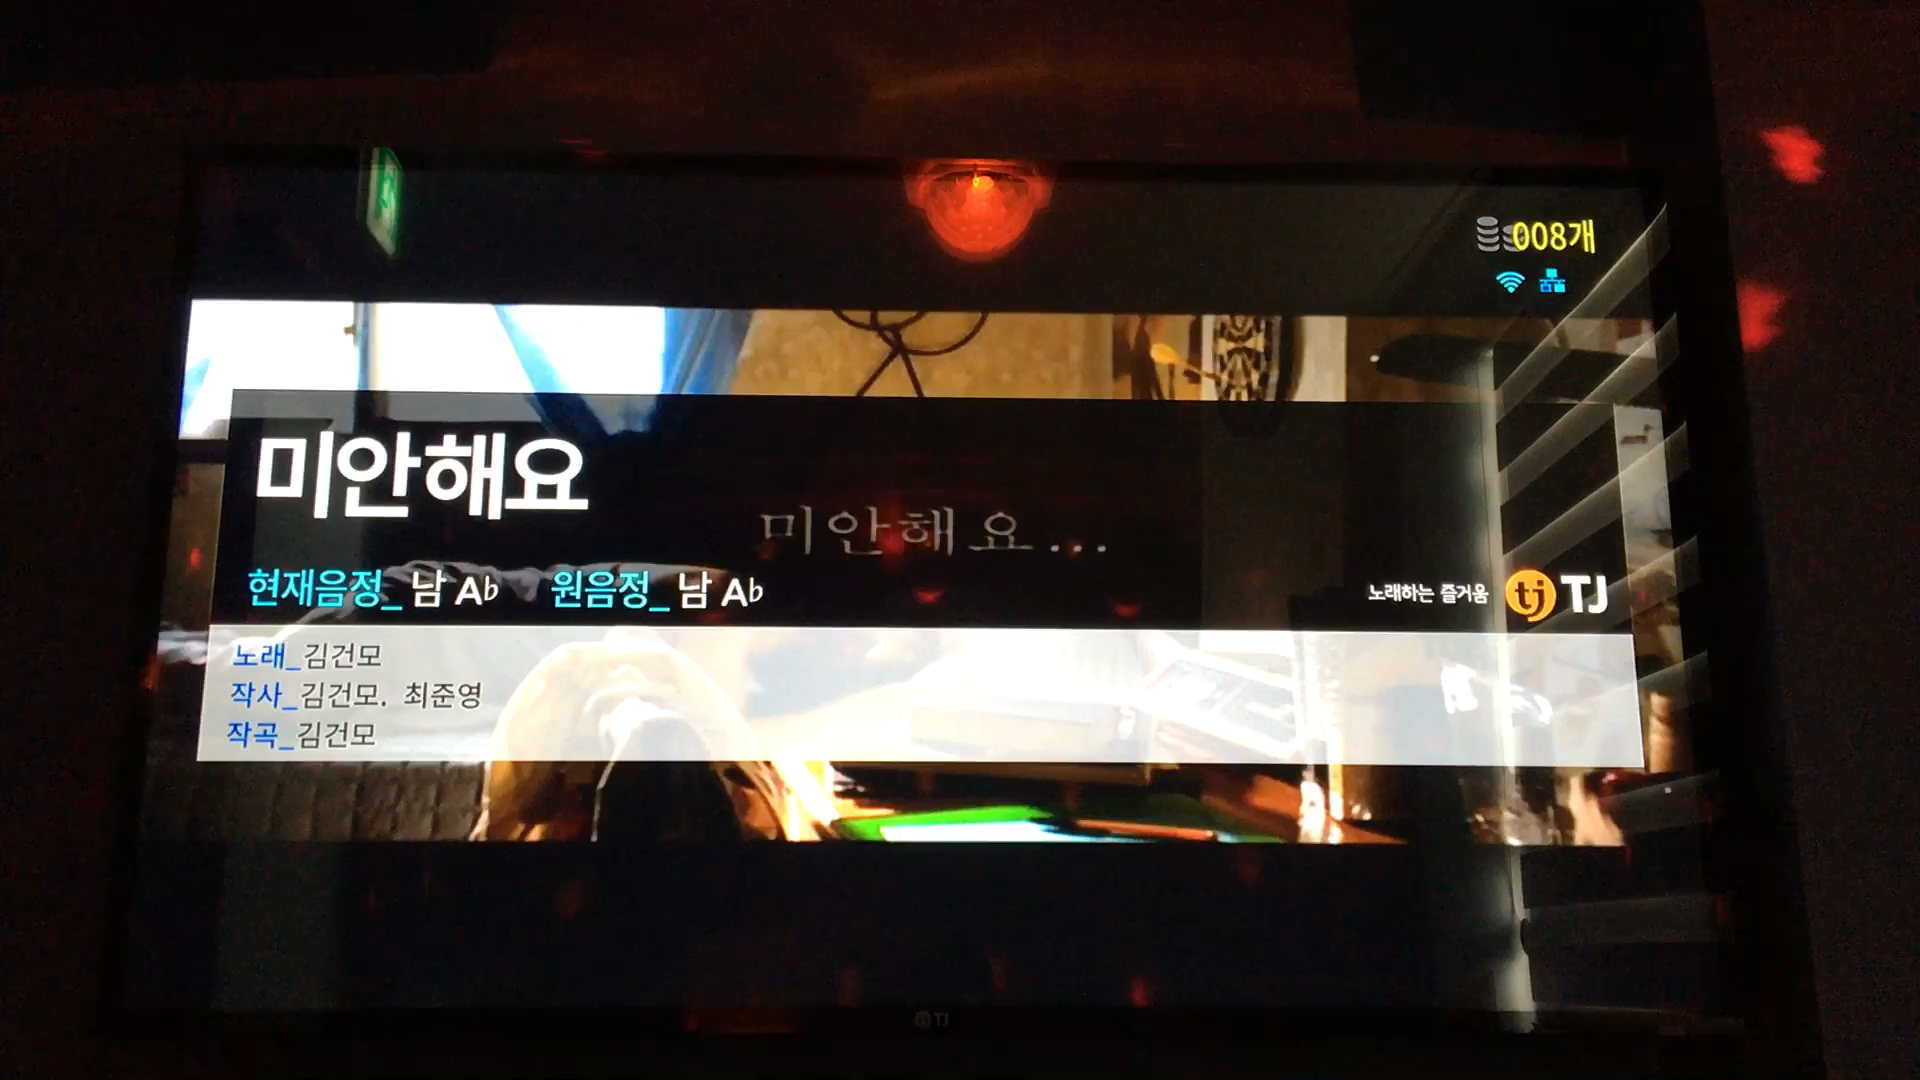 008개
미안해요
미안해요...
현재음정_ 남 A♭ 원음정_ 남 A♭
노래하는 즐거움 tj TJ
노래_김건모
작사_김건모. 최준영
작곡_김건모
TJ